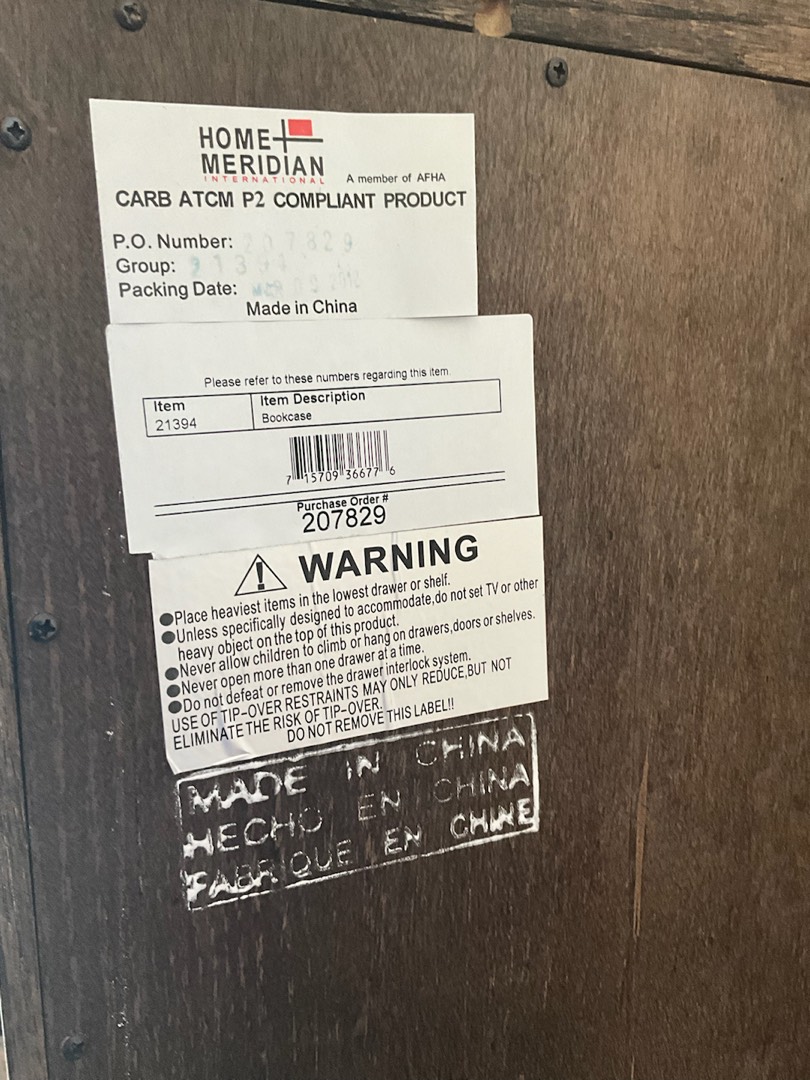 HOME
MERIDIAN
INTERNATIONAL
A member of AFHA
CARB ATCM P2 COMPLIANT PRODUCT
P.O. Number: 207829
Group: 21394
Packing Date:
Made in China
Please refer to these numbers regarding this item
Item Item Description
21394 Bookcase
7 15709 36677 6
Purchase Order #
207829
WARNING
●Place heaviest items in the lowest drawer or shelf.
●Unless specifically designed to accommodate,do not set TV or other
heavy object on the top of this product.
●Never allow children to climb or hang on drawers,doors or shelves.
●Never open more than one drawer at a time.
●Do not defeat or remove the drawer interlock system.
USE OF TIP-OVER RESTRAINTS MAY ONLY REDUCE,BUT NOT
ELIMINATE THE RISK OF TIP-OVER.
DO NOT REMOVE THIS LABEL!!
MADE IN CHINA
HECHO EN CHINA
FABRIQUE EN CHINE